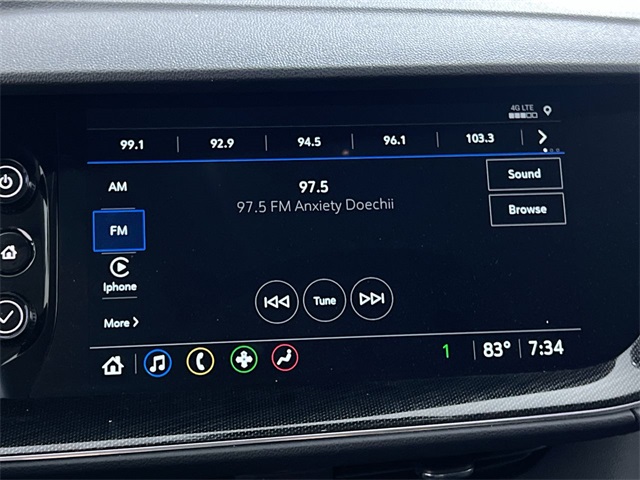 4G LTE
99.1 92.9 94.5 96.1 103.3
AM
97.5
Sound
97.5 FM Anxiety Doechii
Browse
FM
Iphone
Tune
More
1 83° 7:34